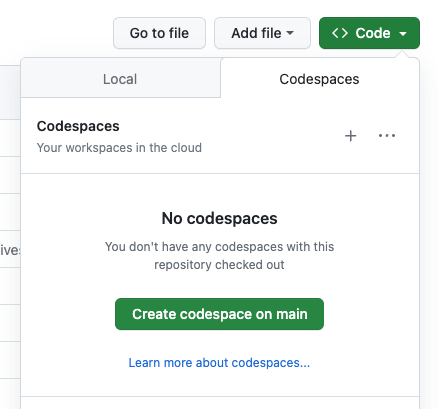 Go to file
Add file
<> Code
Local
Codespaces
Codespaces
Your workspaces in the cloud
ives
No codespaces
You don't have any codespaces with this
repository checked out
Create codespace on main
Learn more about codespaces...